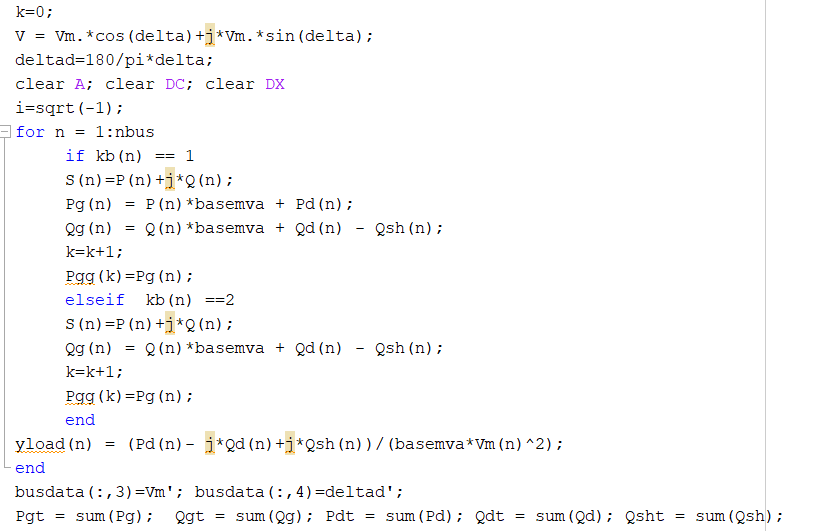 k=0;
V = Vm.*cos(delta)+j*Vm.*sin(delta);
deltad=180/pi*delta;
clear A; clear DC; clear DX
i=sqrt(-1);
for n = 1:nbus
     if kb(n) == 1
     S(n)=P(n)+j*Q(n);
     Pg(n) = P(n)*basemva + Pd(n);
     Qg(n) = Q(n)*basemva + Qd(n) - Qsh(n);
     k=k+1;
     Pgg(k)=Pg(n);
     elseif  kb(n) ==2
     S(n)=P(n)+j*Q(n);
     Qg(n) = Q(n)*basemva + Qd(n) - Qsh(n);
     k=k+1;
     Pgg(k)=Pg(n);
     end
yload(n) = (Pd(n)- j*Qd(n)+j*Qsh(n))/(basemva*Vm(n)^2);
end
busdata(:,3)=Vm'; busdata(:,4)=deltad';
Pgt = sum(Pg);  Qgt = sum(Qg); Pdt = sum(Pd); Qdt = sum(Qd); Qsht = sum(Qsh);